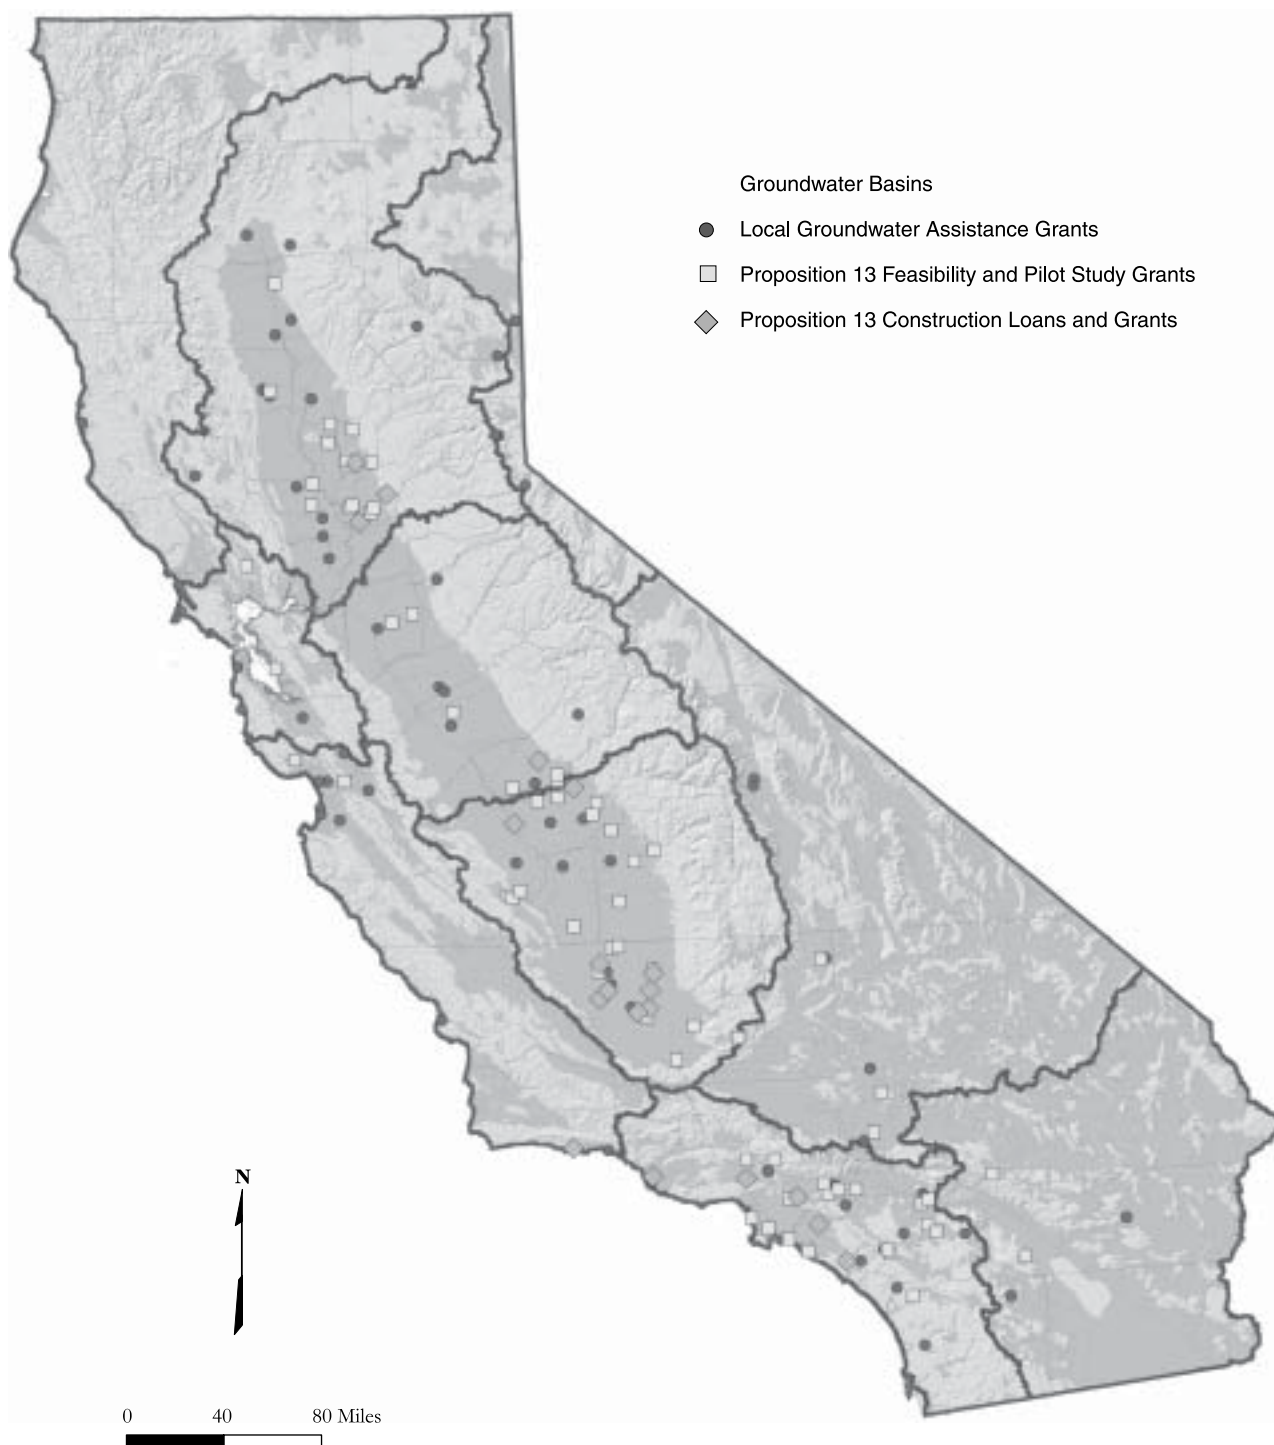 Groundwater Basins
Local Groundwater Assistance Grants
Proposition 13 Feasibility and Pilot Study Grants
Proposition 13 Construction Loans and Grants
N
0 40 80 Miles